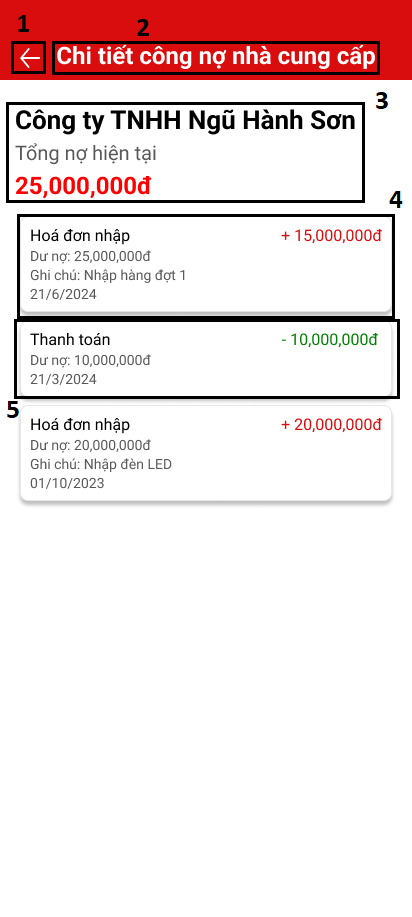 1
2
Chi tiết công nợ nhà cung cấp
3
Công ty TNHH Ngũ Hành Sơn
Tổng nợ hiện tại
25,000,000đ
4
Hoá đơn nhập + 15,000,000đ
Dư nợ: 25,000,000đ
Ghi chú: Nhập hàng đợt 1
21/6/2024
Thanh toán - 10,000,000đ
Dư nợ: 10,000,000đ
21/3/2024
5
Hoá đơn nhập + 20,000,000đ
Dư nợ: 20,000,000đ
Ghi chú: Nhập đèn LED
01/10/2023